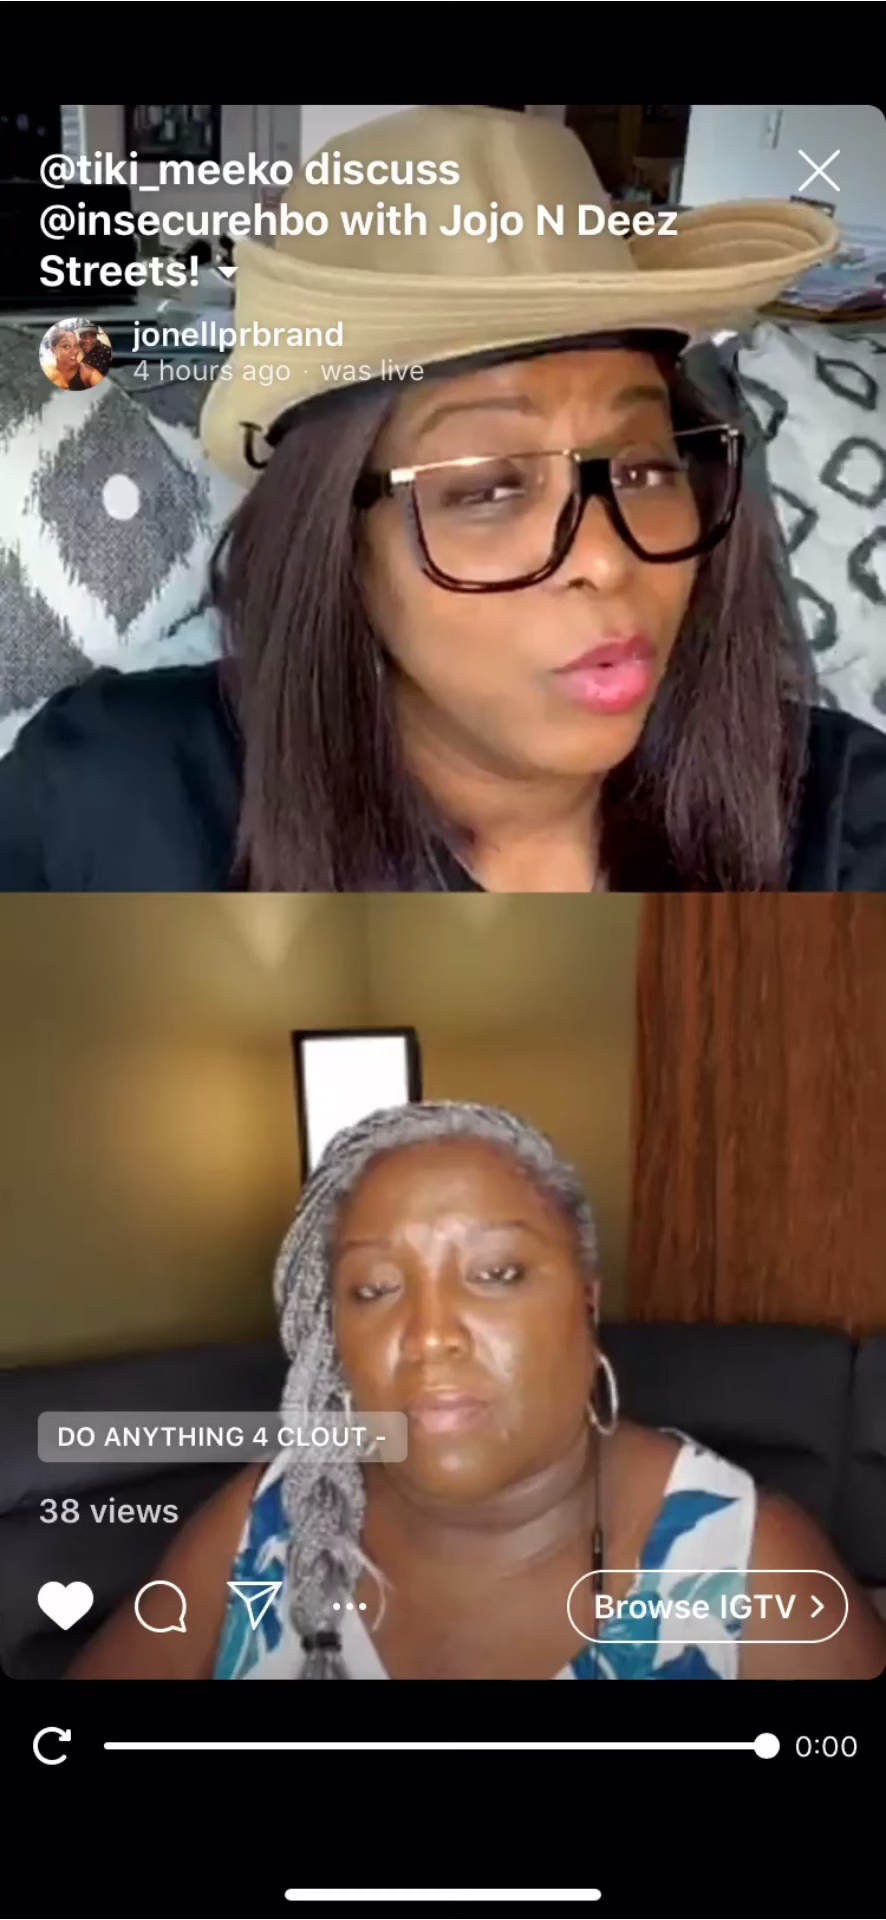 @tiki_meeko discuss
@insecurehbo with Jojo N Deez
Streets!
jonellprbrand
4 hours ago · was live
DO ANYTHING 4 CLOUT -
38 views
Browse IGTV
0:00